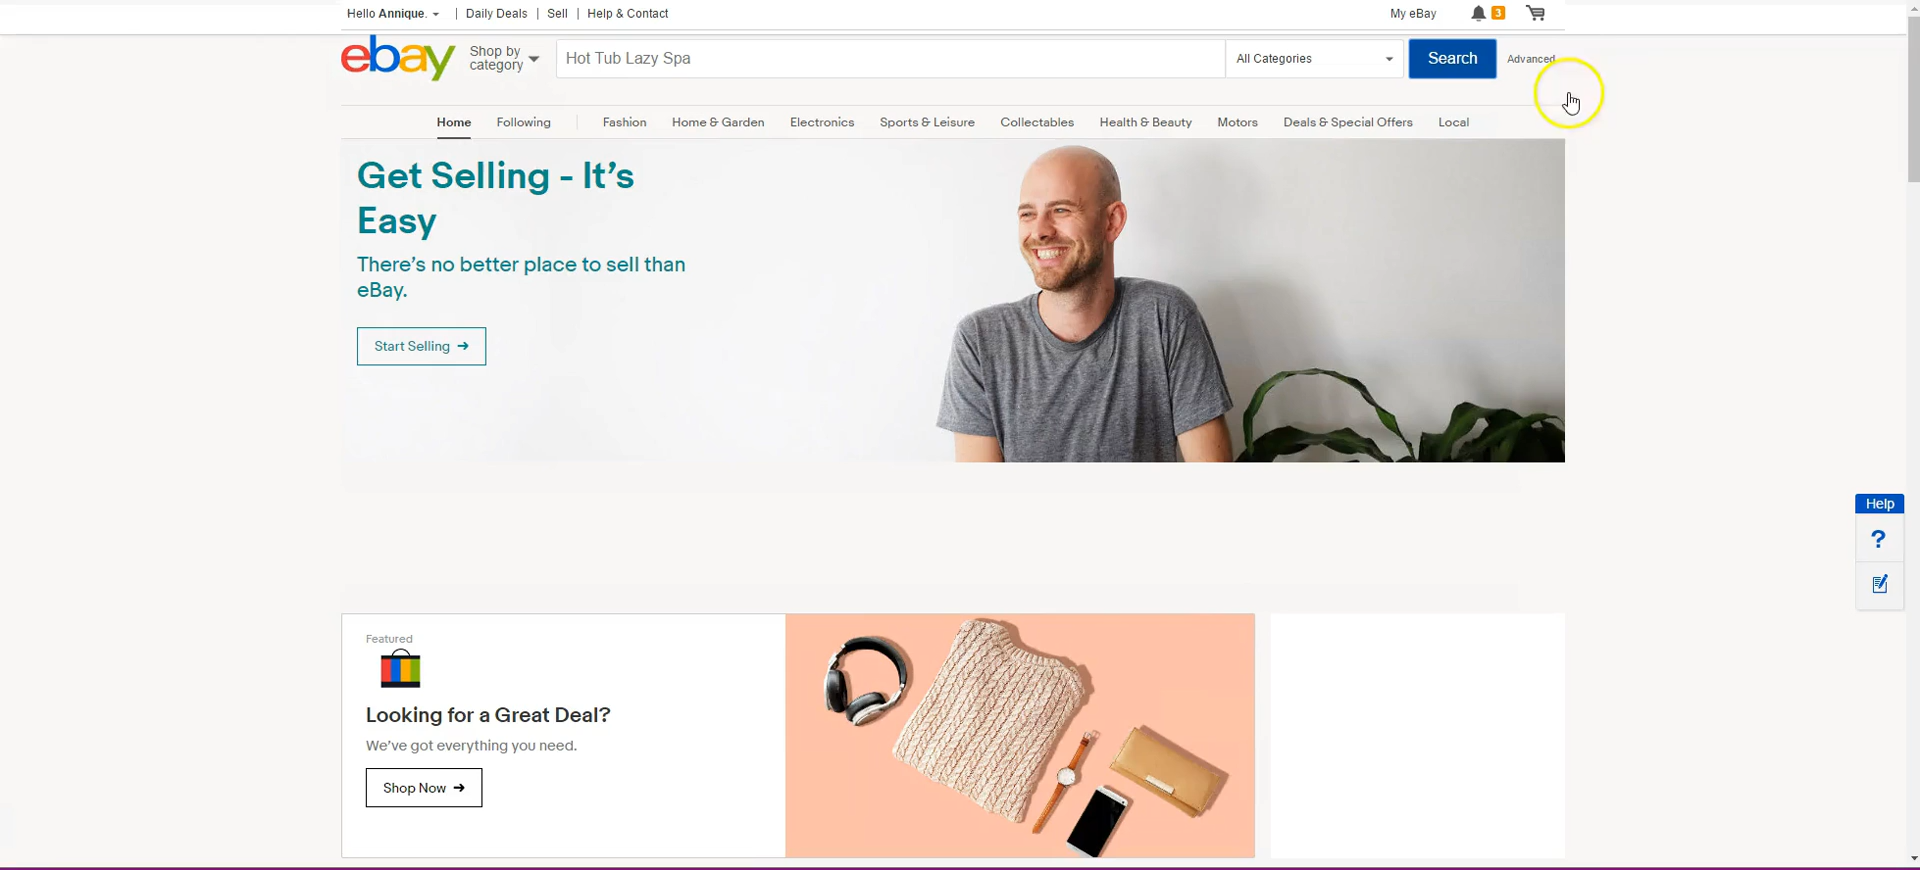 Hello Annique. | Daily Deals | Sell | Help & Contact My eBay 3
ebay Shop by category Hot Tub Lazy Spa All Categories Search Advanced
Home Following Fashion Home & Garden Electronics Sports & Leisure Collectables Health & Beauty Motors Deals & Special Offers Local
Get Selling - It’s
Easy
There’s no better place to sell than
eBay.
Start Selling →
Help
?
Featured
Looking for a Great Deal?
We’ve got everything you need.
Shop Now →